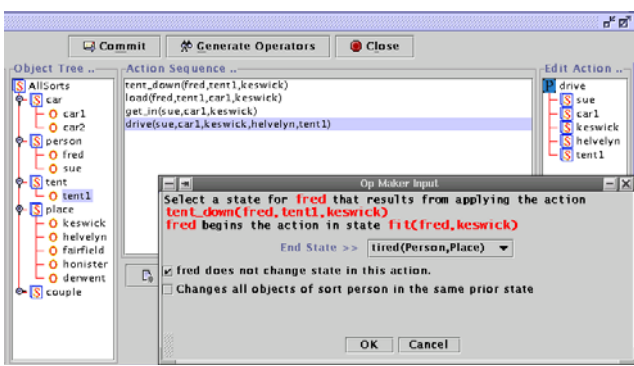 Commit
Generate Operators
Close
Object Tree ..
AllSorts
car
car1
car2
person
fred
sue
tent
tent1
place
keswick
helvelyn
fairfield
honister
derwent
couple
Action Sequence ..
tent_down(fred,tent1,keswick)
load(fred,tent1,car1,keswick)
get_in(sue,car1,keswick)
drive(sue,car1,keswick,helvelyn,tent1)
Edit Action ..
drive
sue
car1
keswick
helvelyn
tent1
Op Maker Input
Select a state for fred that results from applying the action
tent_down(fred,tent1,keswick)
fred begins the action in state fit(fred,keswick)
End State >> tired(Person,Place)
fred does not change state in this action.
Changes all objects of sort person in the same prior state
OK Cancel